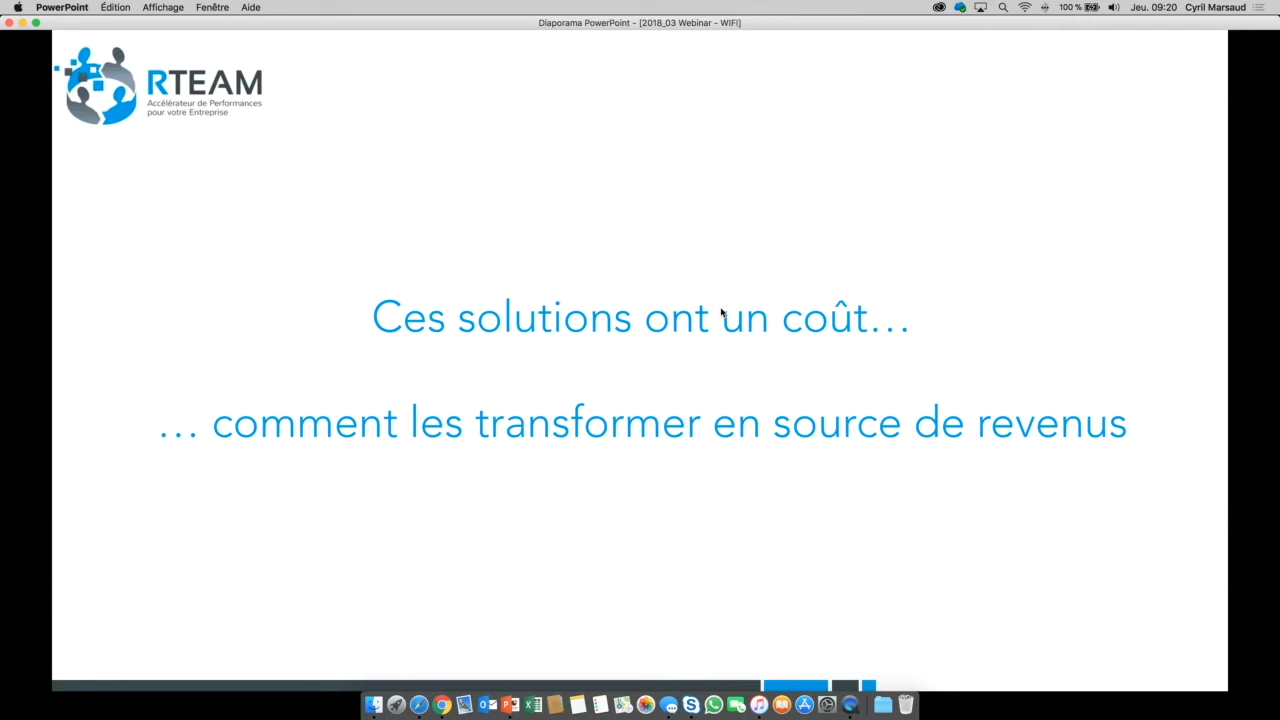 PowerPoint Édition Affichage Fenêtre Aide 100 % Jeu. 09:20 Cyril Marsaud
Diaporama PowerPoint - [2018_03 Webinar - WIFI]
RTEAM
Accélérateur de Performances
pour votre Entreprise
Ces solutions ont un coût…
… comment les transformer en source de revenus